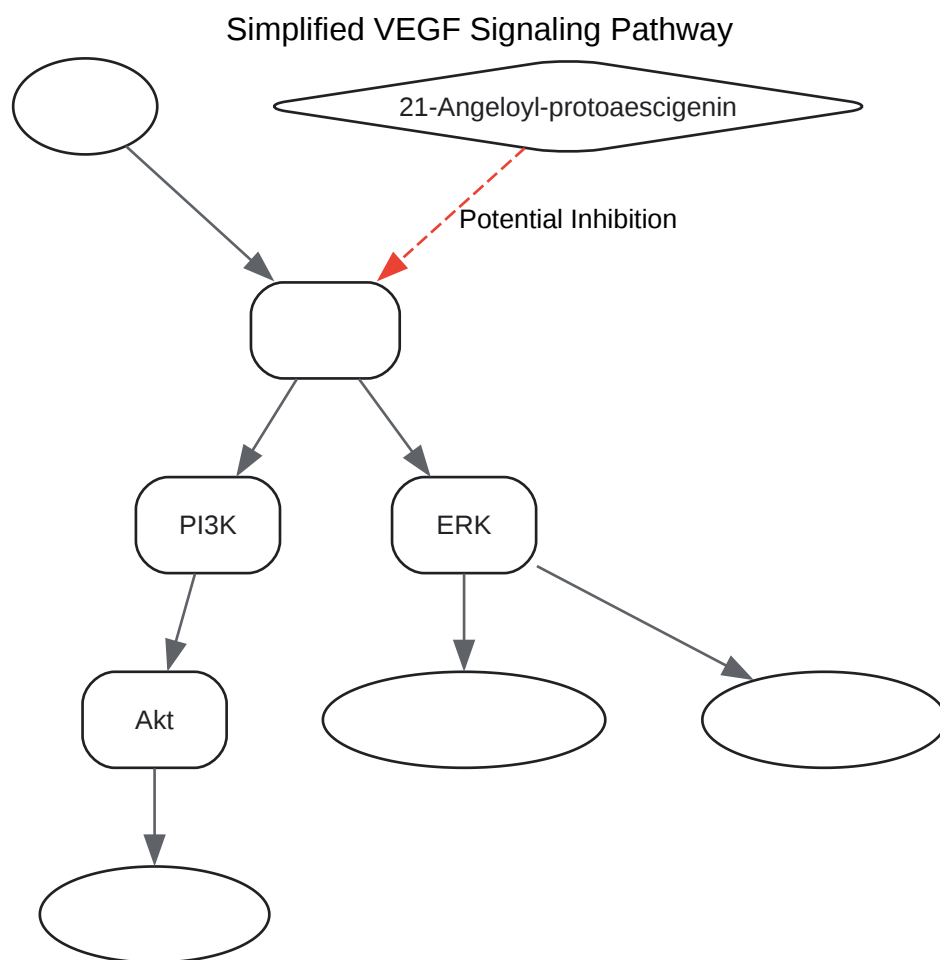 Simplified VEGF Signaling Pathway
21-Angeloyl-protoaescigenin
Potential Inhibition
PI3K
ERK
Akt